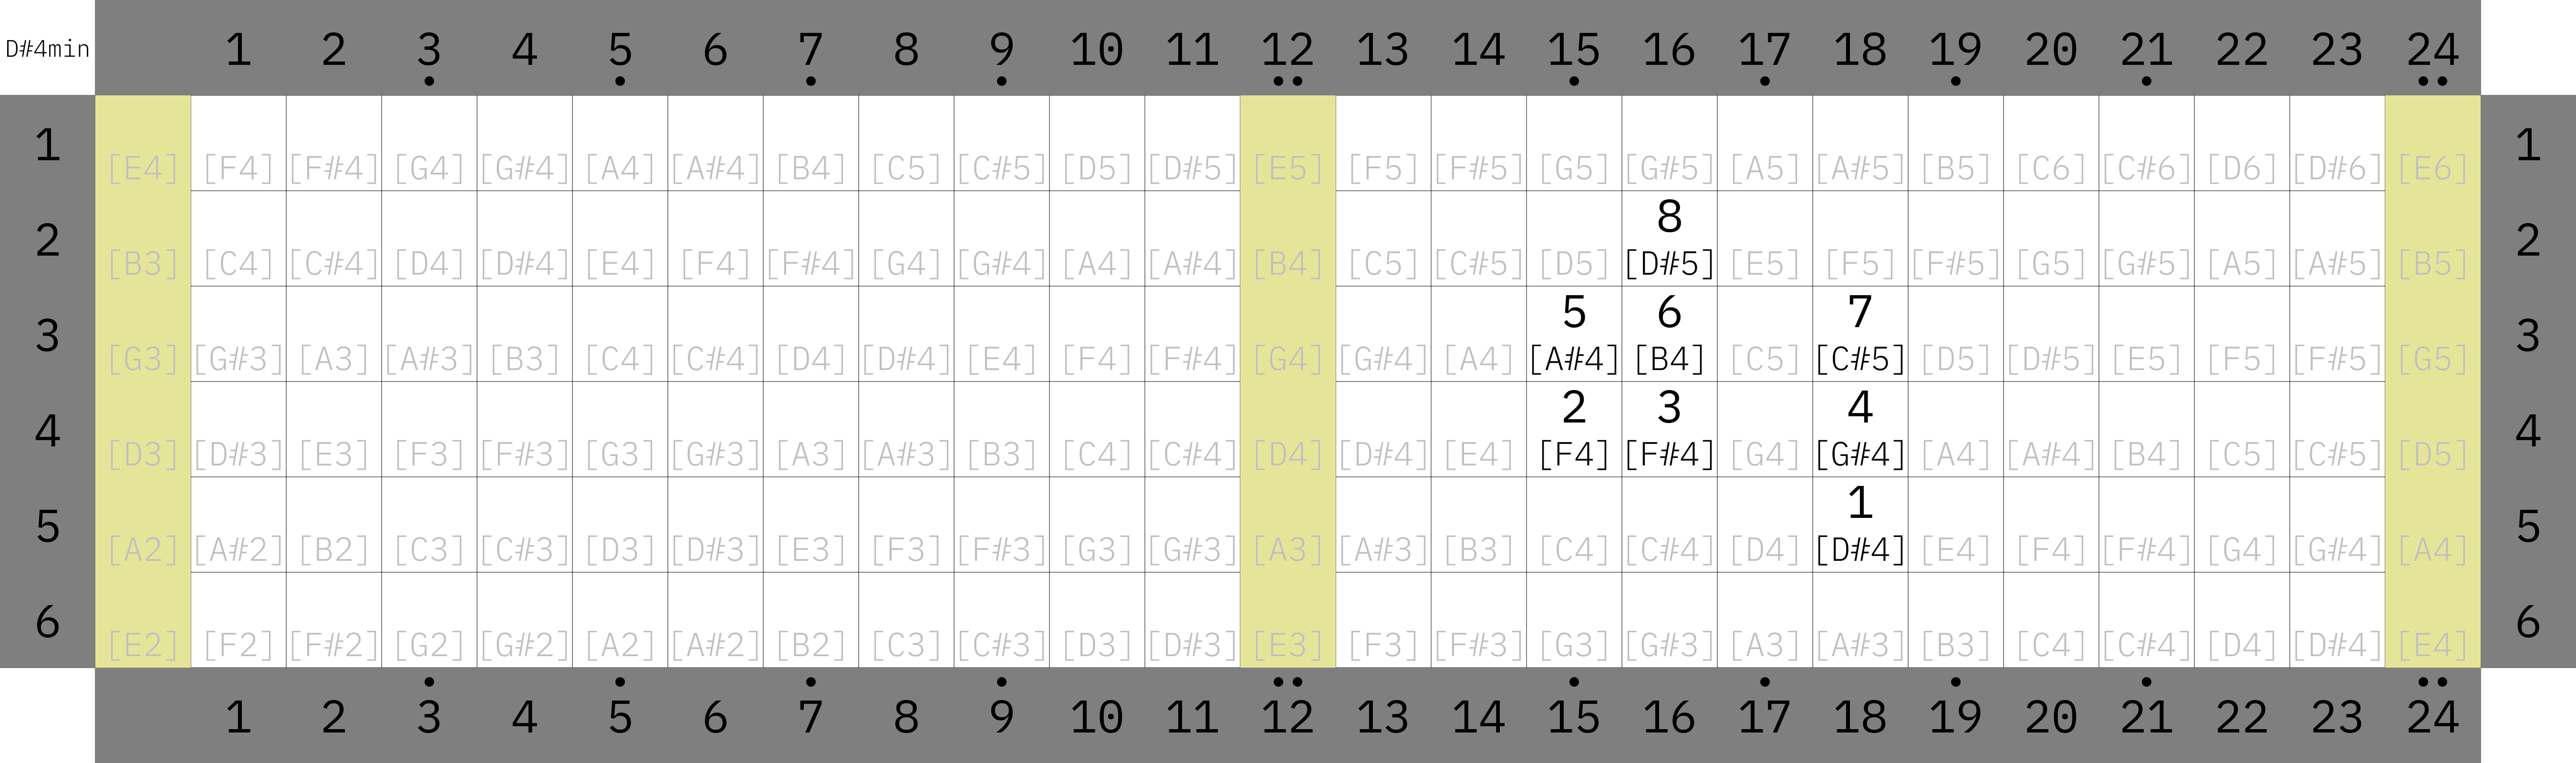 D#4min 1 2 3 4 5 6 7 8 9 10 11 12 13 14 15 16 17 18 19 20 21 22 23 24
1 [E4] [F4] [F#4] [G4] [G#4] [A4] [A#4] [B4] [C5] [C#5] [D5] [D#5] [E5] [F5] [F#5] [G5] [G#5] [A5] [A#5] [B5] [C6] [C#6] [D6] [D#6] [E6] 1
8
2 [B3] [C4] [C#4] [D4] [D#4] [E4] [F4] [F#4] [G4] [G#4] [A4] [A#4] [B4] [C5] [C#5] [D5] [D#5] [E5] [F5] [F#5] [G5] [G#5] [A5] [A#5] [B5] 2
5 6 7
3 [G3] [G#3] [A3] [A#3] [B3] [C4] [C#4] [D4] [D#4] [E4] [F4] [F#4] [G4] [G#4] [A4] [A#4] [B4] [C5] [C#5] [D5] [D#5] [E5] [F5] [F#5] [G5] 3
2 3 4
4 [D3] [D#3] [E3] [F3] [F#3] [G3] [G#3] [A3] [A#3] [B3] [C4] [C#4] [D4] [D#4] [E4] [F4] [F#4] [G4] [G#4] [A4] [A#4] [B4] [C5] [C#5] [D5] 4
1
5 [A2] [A#2] [B2] [C3] [C#3] [D3] [D#3] [E3] [F3] [F#3] [G3] [G#3] [A3] [A#3] [B3] [C4] [C#4] [D4] [D#4] [E4] [F4] [F#4] [G4] [G#4] [A4] 5
6 [E2] [F2] [F#2] [G2] [G#2] [A2] [A#2] [B2] [C3] [C#3] [D3] [D#3] [E3] [F3] [F#3] [G3] [G#3] [A3] [A#3] [B3] [C4] [C#4] [D4] [D#4] [E4] 6
1 2 3 4 5 6 7 8 9 10 11 12 13 14 15 16 17 18 19 20 21 22 23 24